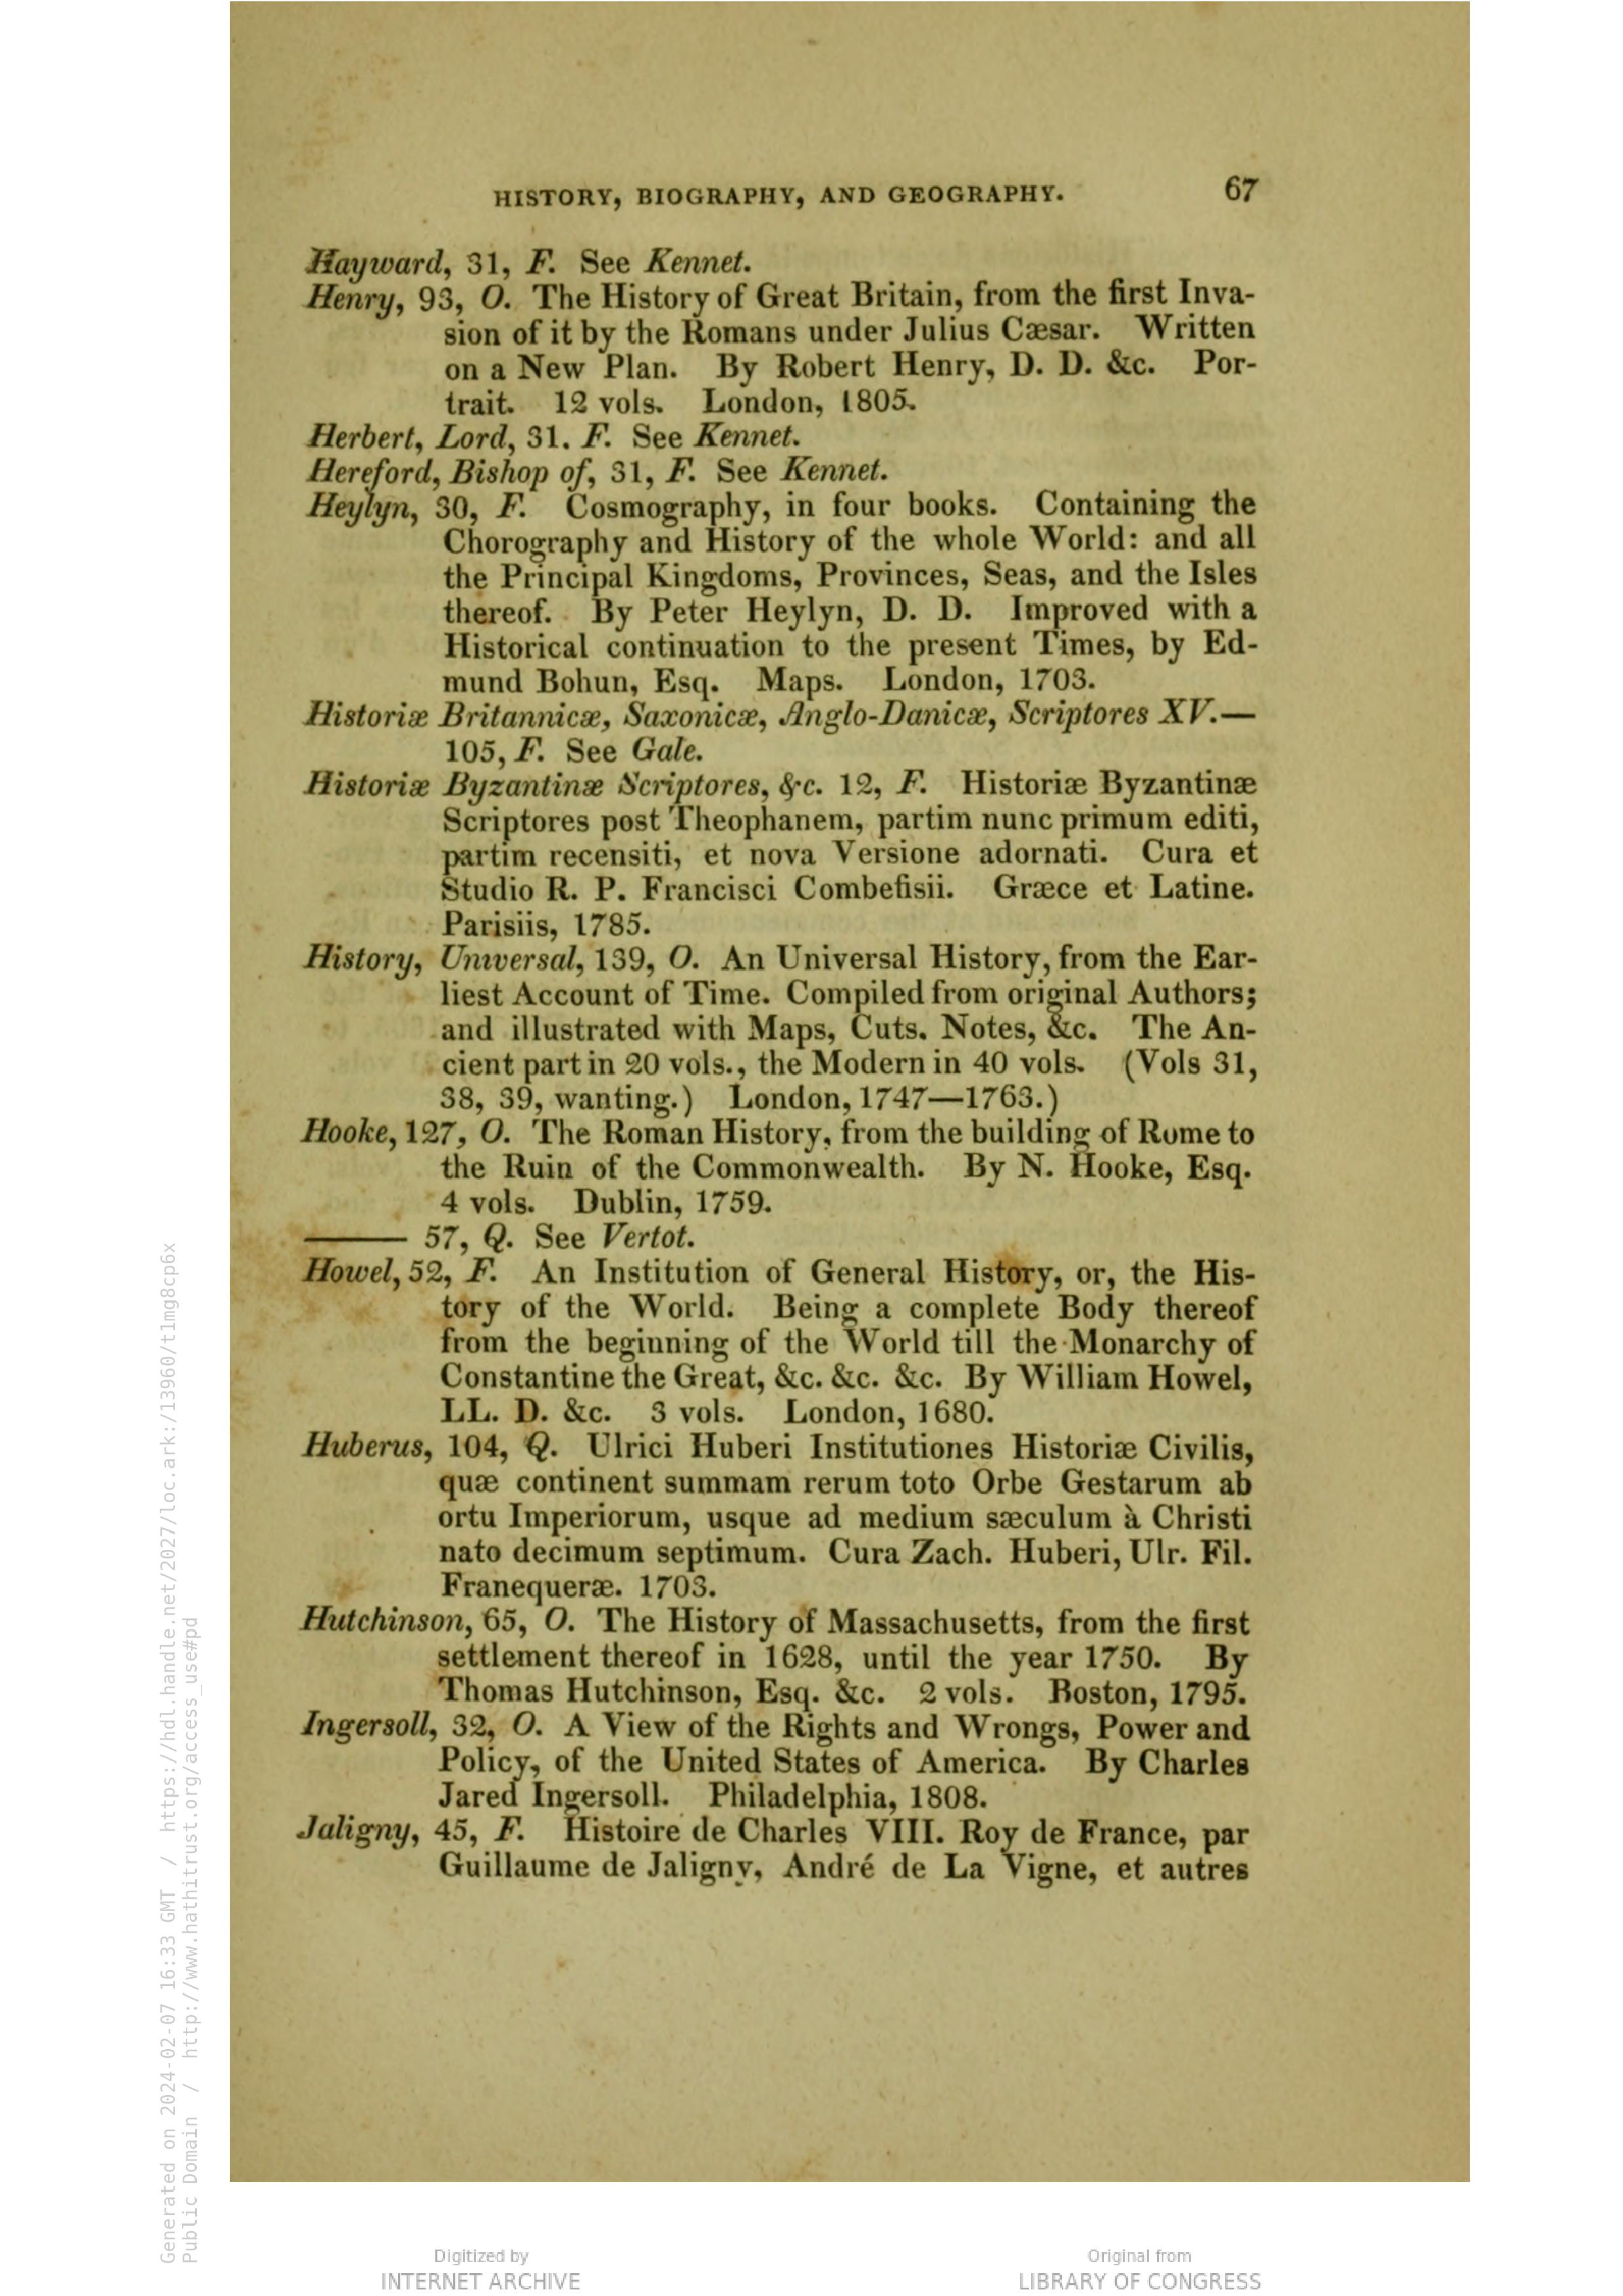 HISTORY, BIOGRAPHY, AND GEOGRAPHY. 67
Hayward, 31, F. See Kennet.
Henry, 93, O. The History of Great Britain, from the first Inva-
sion of it by the Romans under Julius Cæsar. Written
on a New Plan. By Robert Henry, D. D. &c. Por-
trait. 12 vols. London, 1805.
Herbert, Lord, 31. F. See Kennet.
Hereford, Bishop of, 31, F. See Kennet.
Heylyn, 30, F. Cosmography, in four books. Containing the
Chorography and History of the whole World: and all
the Principal Kingdoms, Provinces, Seas, and the Isles
thereof. By Peter Heylyn, D. D. Improved with a
Historical continuation to the present Times, by Ed-
mund Bohun, Esq. Maps. London, 1703.
Historiæ Britannicæ, Saxonicæ, Anglo-Danicæ, Scriptores XV.—
105, F. See Gale.
Historiæ Byzantinæ Scriptores, &c. 12, F. Historiæ Byzantinæ
Scriptores post Theophanem, partim nunc primum editi,
partim recensiti, et nova Versione adornati. Cura et
Studio R. P. Francisci Combefisii. Græce et Latine.
Parisiis, 1785.
History, Universal, 139, O. An Universal History, from the Ear-
liest Account of Time. Compiled from original Authors;
and illustrated with Maps, Cuts. Notes, &c. The An-
cient part in 20 vols., the Modern in 40 vols. (Vols 31,
38, 39, wanting.) London, 1747—1763.)
Hooke, 127, O. The Roman History, from the building of Rome to
the Ruin of the Commonwealth. By N. Hooke, Esq.
4 vols. Dublin, 1759.
——— 57, Q. See Vertot.
Howel, 52, F. An Institution of General History, or, the His-
tory of the World. Being a complete Body thereof
from the beginning of the World till the Monarchy of
Constantine the Great, &c. &c. &c. By William Howel,
LL. D. &c. 3 vols. London, 1680.
Huberus, 104, Q. Ulrici Huberi Institutiones Historiæ Civilis,
quæ continent summam rerum toto Orbe Gestarum ab
ortu Imperiorum, usque ad medium sæculum à Christi
nato decimum septimum. Cura Zach. Huberi, Ulr. Fil.
Franequeræ. 1703.
Hutchinson, 65, O. The History of Massachusetts, from the first
settlement thereof in 1628, until the year 1750. By
Thomas Hutchinson, Esq. &c. 2 vols. Boston, 1795.
Ingersoll, 32, O. A View of the Rights and Wrongs, Power and
Policy, of the United States of America. By Charles
Jared Ingersoll. Philadelphia, 1808.
Jaligny, 45, F. Histoire de Charles VIII. Roy de France, par
Guillaume de Jaligny, André de La Vigne, et autres
Generated on 2024-02-07 16:33 GMT / https://hdl.handle.net/2027/loc.ark:/13960/t1mg8cp6x
Public Domain / http://www.hathitrust.org/access_use#pd
Digitized by
INTERNET ARCHIVE
Original from
LIBRARY OF CONGRESS